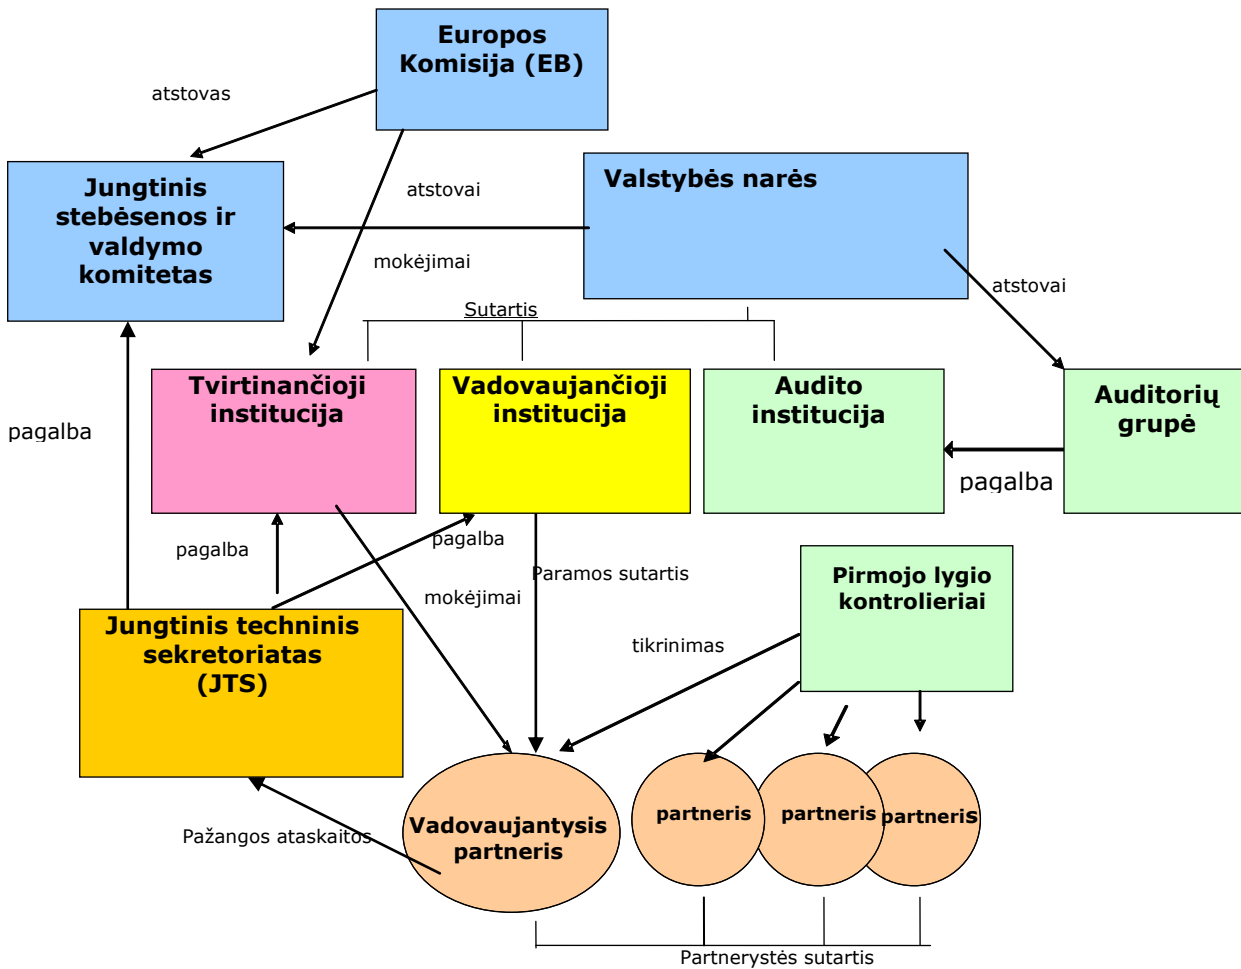 Europos
Komisija (EB)
atstovas
Jungtinis
stebėsenos ir
valdymo
komitetas
atstovai
Valstybės narės
mokėjimai
atstovai
Sutartis
Tvirtinančioji
institucija
Vadovaujančioji
institucija
Audito
institucija
Auditorių
grupė
pagalba
pagalba
pagalba
pagalba
Paramos sutartis
mokėjimai
Pirmojo lygio
kontrolieriai
Jungtinis techninis
sekretoriatas
(JTS)
tikrinimas
Pažangos ataskaitos
Vadovaujantysis
partneris
partneris
partneris
partneris
Partnerystės sutartis